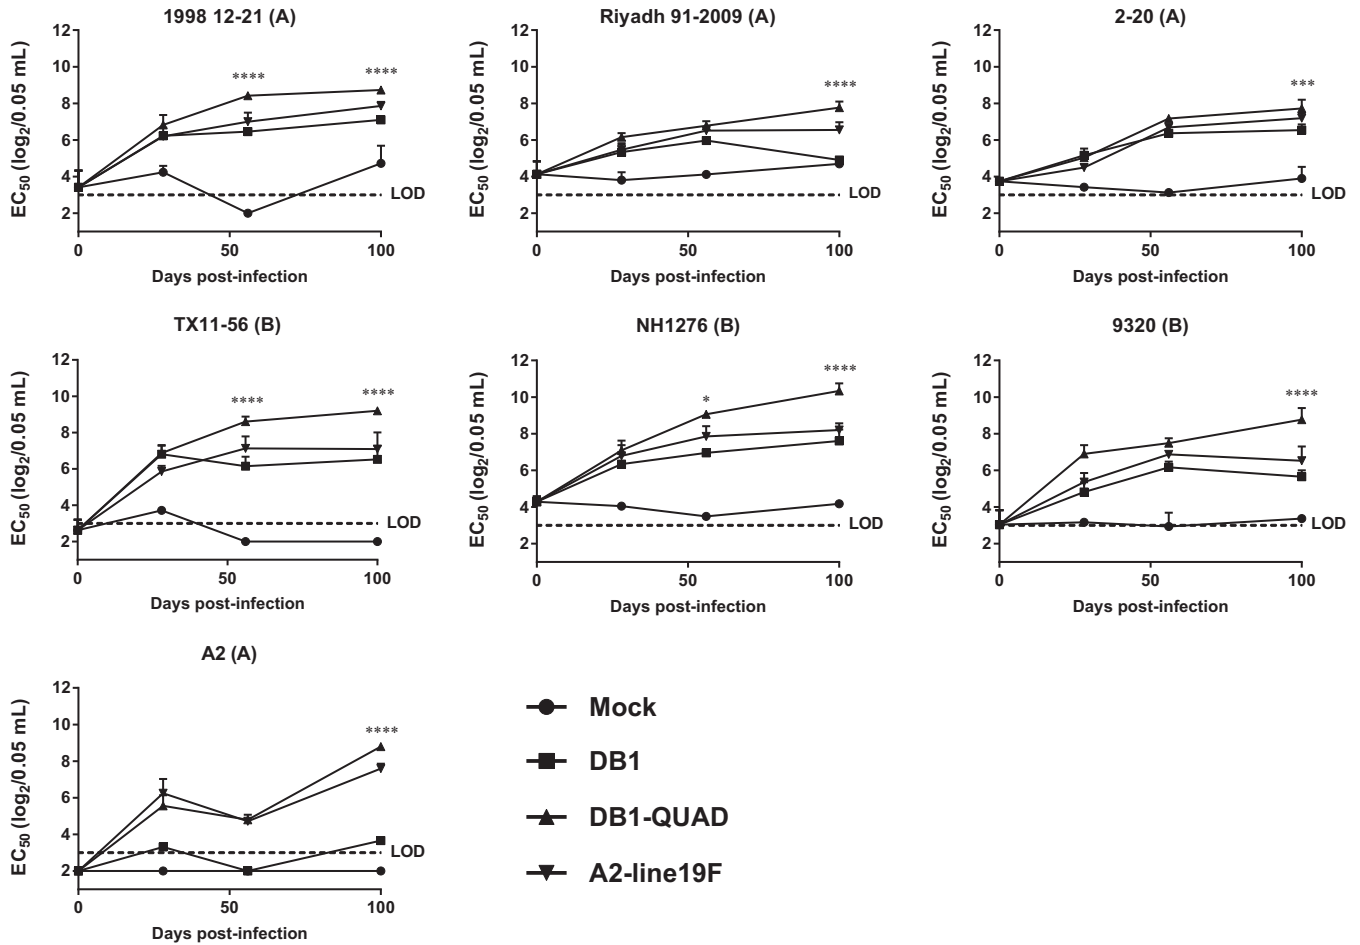 1998 12-21 (A)
12
10
8
6
4
2
EC50 (log2/0.05 mL)
****
****
LOD
0
50
100
Days post-infection
Riyadh 91-2009 (A)
12
10
8
6
4
2
EC50 (log2/0.05 mL)
****
LOD
0
50
100
Days post-infection
2-20 (A)
12
10
8
6
4
2
EC50 (log2/0.05 mL)
***
LOD
0
50
100
Days post-infection
TX11-56 (B)
12
10
8
6
4
2
EC50 (log2/0.05 mL)
****
****
LOD
0
50
100
Days post-infection
NH1276 (B)
12
10
8
6
4
2
EC50 (log2/0.05 mL)
*
****
LOD
0
50
100
Days post-infection
9320 (B)
12
10
8
6
4
2
EC50 (log2/0.05 mL)
****
LOD
0
50
100
Days post-infection
A2 (A)
12
10
8
6
4
2
EC50 (log2/0.05 mL)
****
LOD
0
50
100
Days post-infection
Mock
DB1
DB1-QUAD
A2-line19F